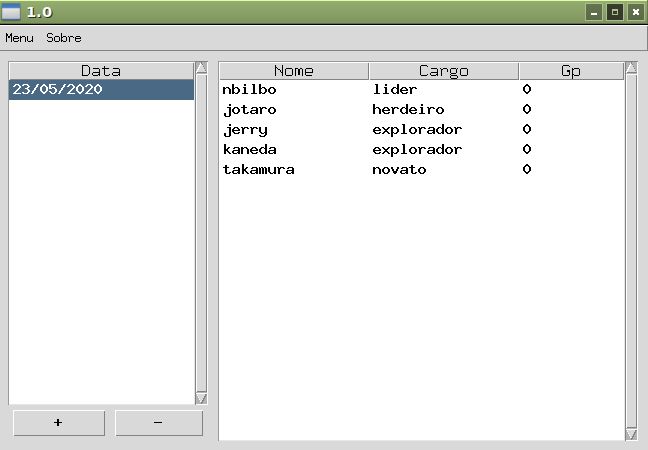 1.0
Menu Sobre
Data
23/05/2020
+ -
Nome Cargo Gp
nbilbo lider 0
jotaro herdeiro 0
jerry explorador 0
kaneda explorador 0
takamura novato 0